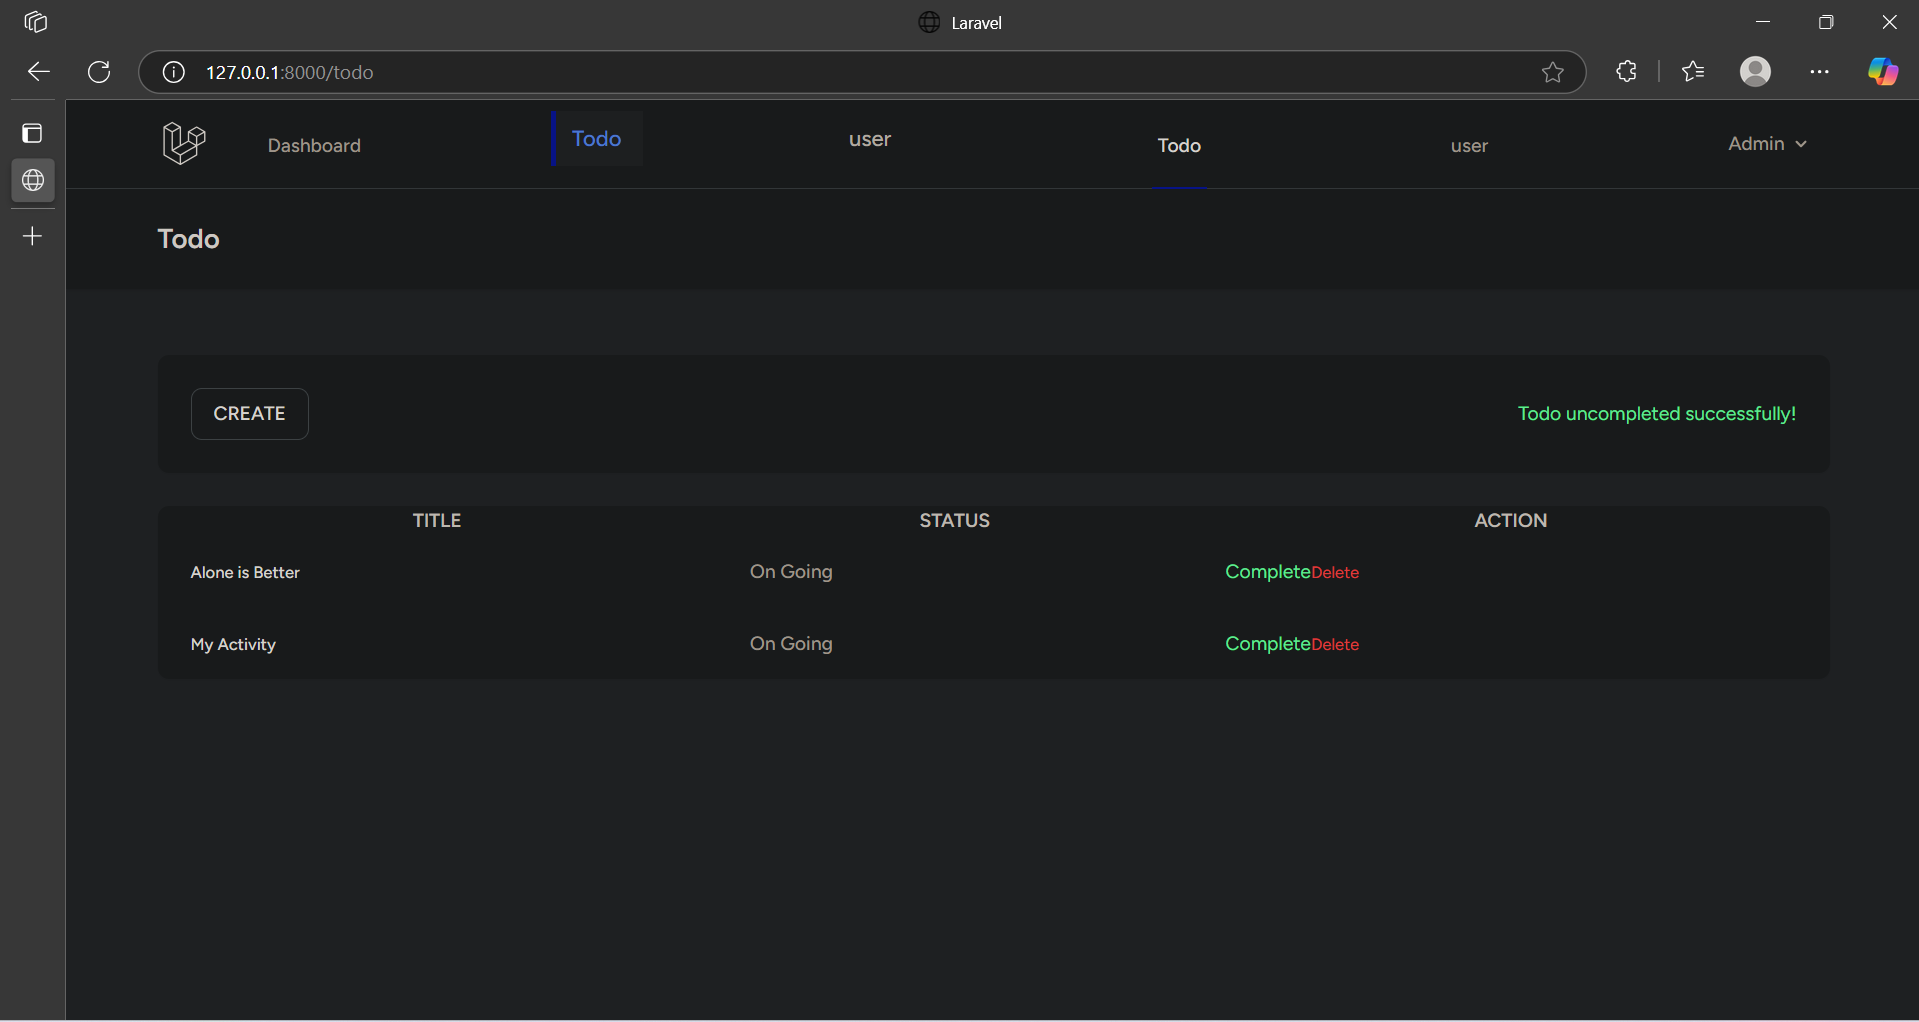 Laravel
127.0.0.1:8000/todo
Dashboard Todo user Todo user Admin
Todo
CREATE Todo uncompleted successfully!
TITLE STATUS ACTION
Alone is Better On Going CompleteDelete
My Activity On Going CompleteDelete